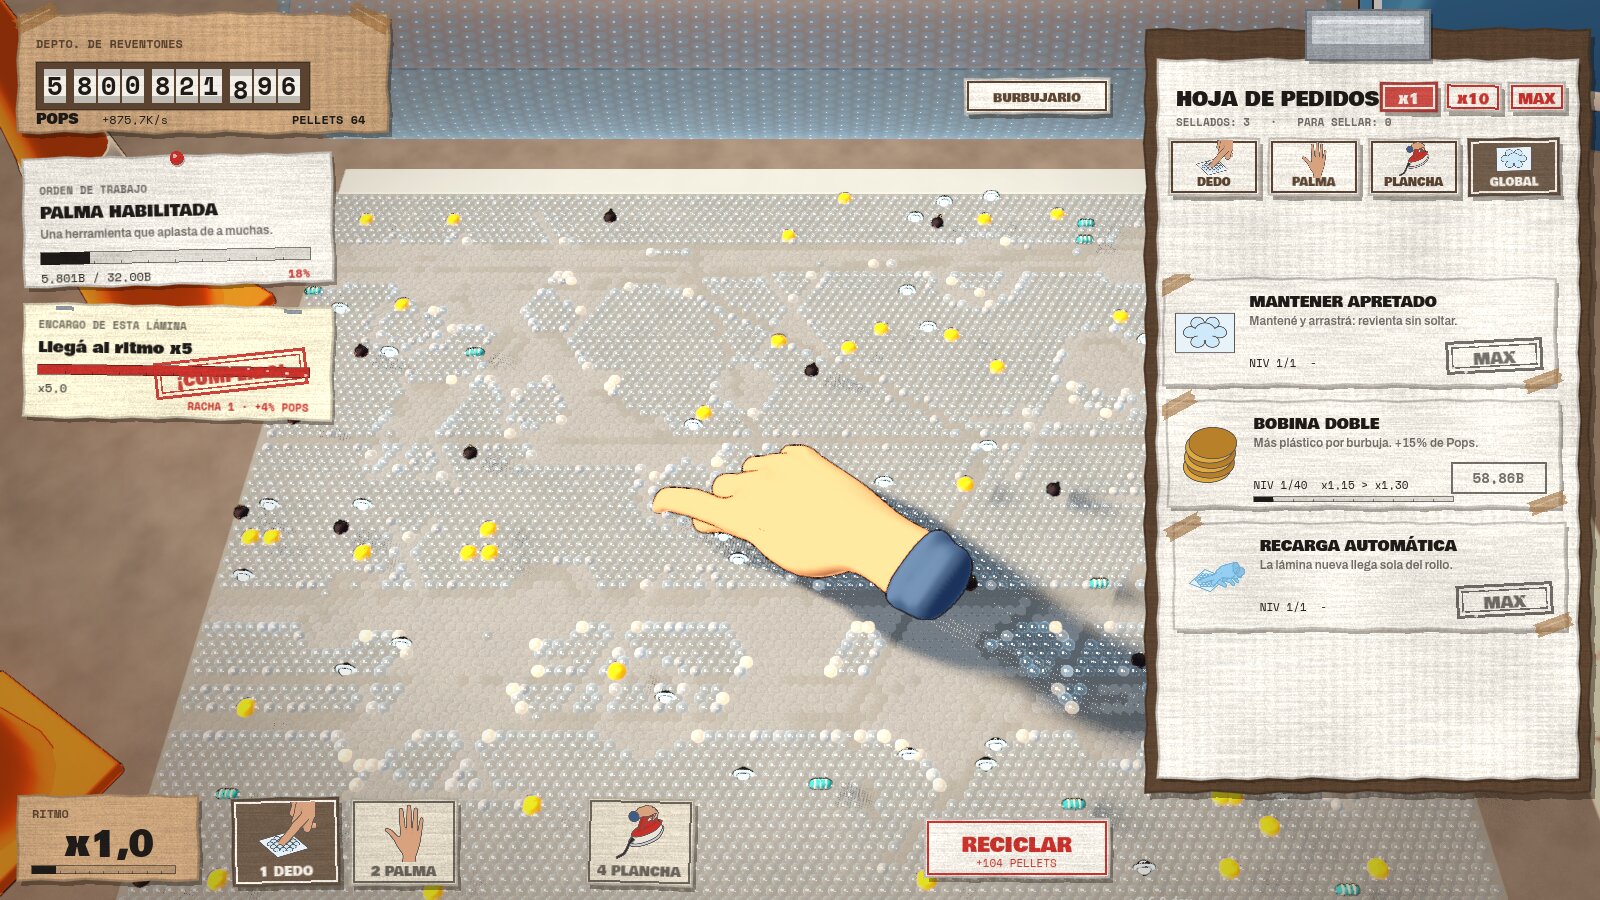 DEPTO. DE REVENTONES
5800821896
POPS +875.7K/s PELLETS 64
ORDEN DE TRABAJO
PALMA HABILITADA
Una herramienta que aplasta de a muchas.
5.801B / 32.00B 18%
ENCARGO DE ESTA LÁMINA
Llegá al ritmo x5
x5,0
RACHA 1 · +4% POPS
BURBUJARIO
HOJA DE PEDIDOS x1 x10 MAX
SELLADOS: 3 · PARA SELLAR: 0
DEDO PALMA PLANCHA GLOBAL
MANTENER APRETADO
Mantené y arrastrá: revienta sin soltar.
NIV 1/1 -
MAX
BOBINA DOBLE
Más plástico por burbuja. +15% de Pops.
NIV 1/40 x1.15 > x1.30
58.86B
RECARGA AUTOMÁTICA
La lámina nueva llega sola del rollo.
NIV 1/1 -
MAX
RITMO
x1,0
1 DEDO
2 PALMA
4 PLANCHA
RECICLAR
+104 PELLETS